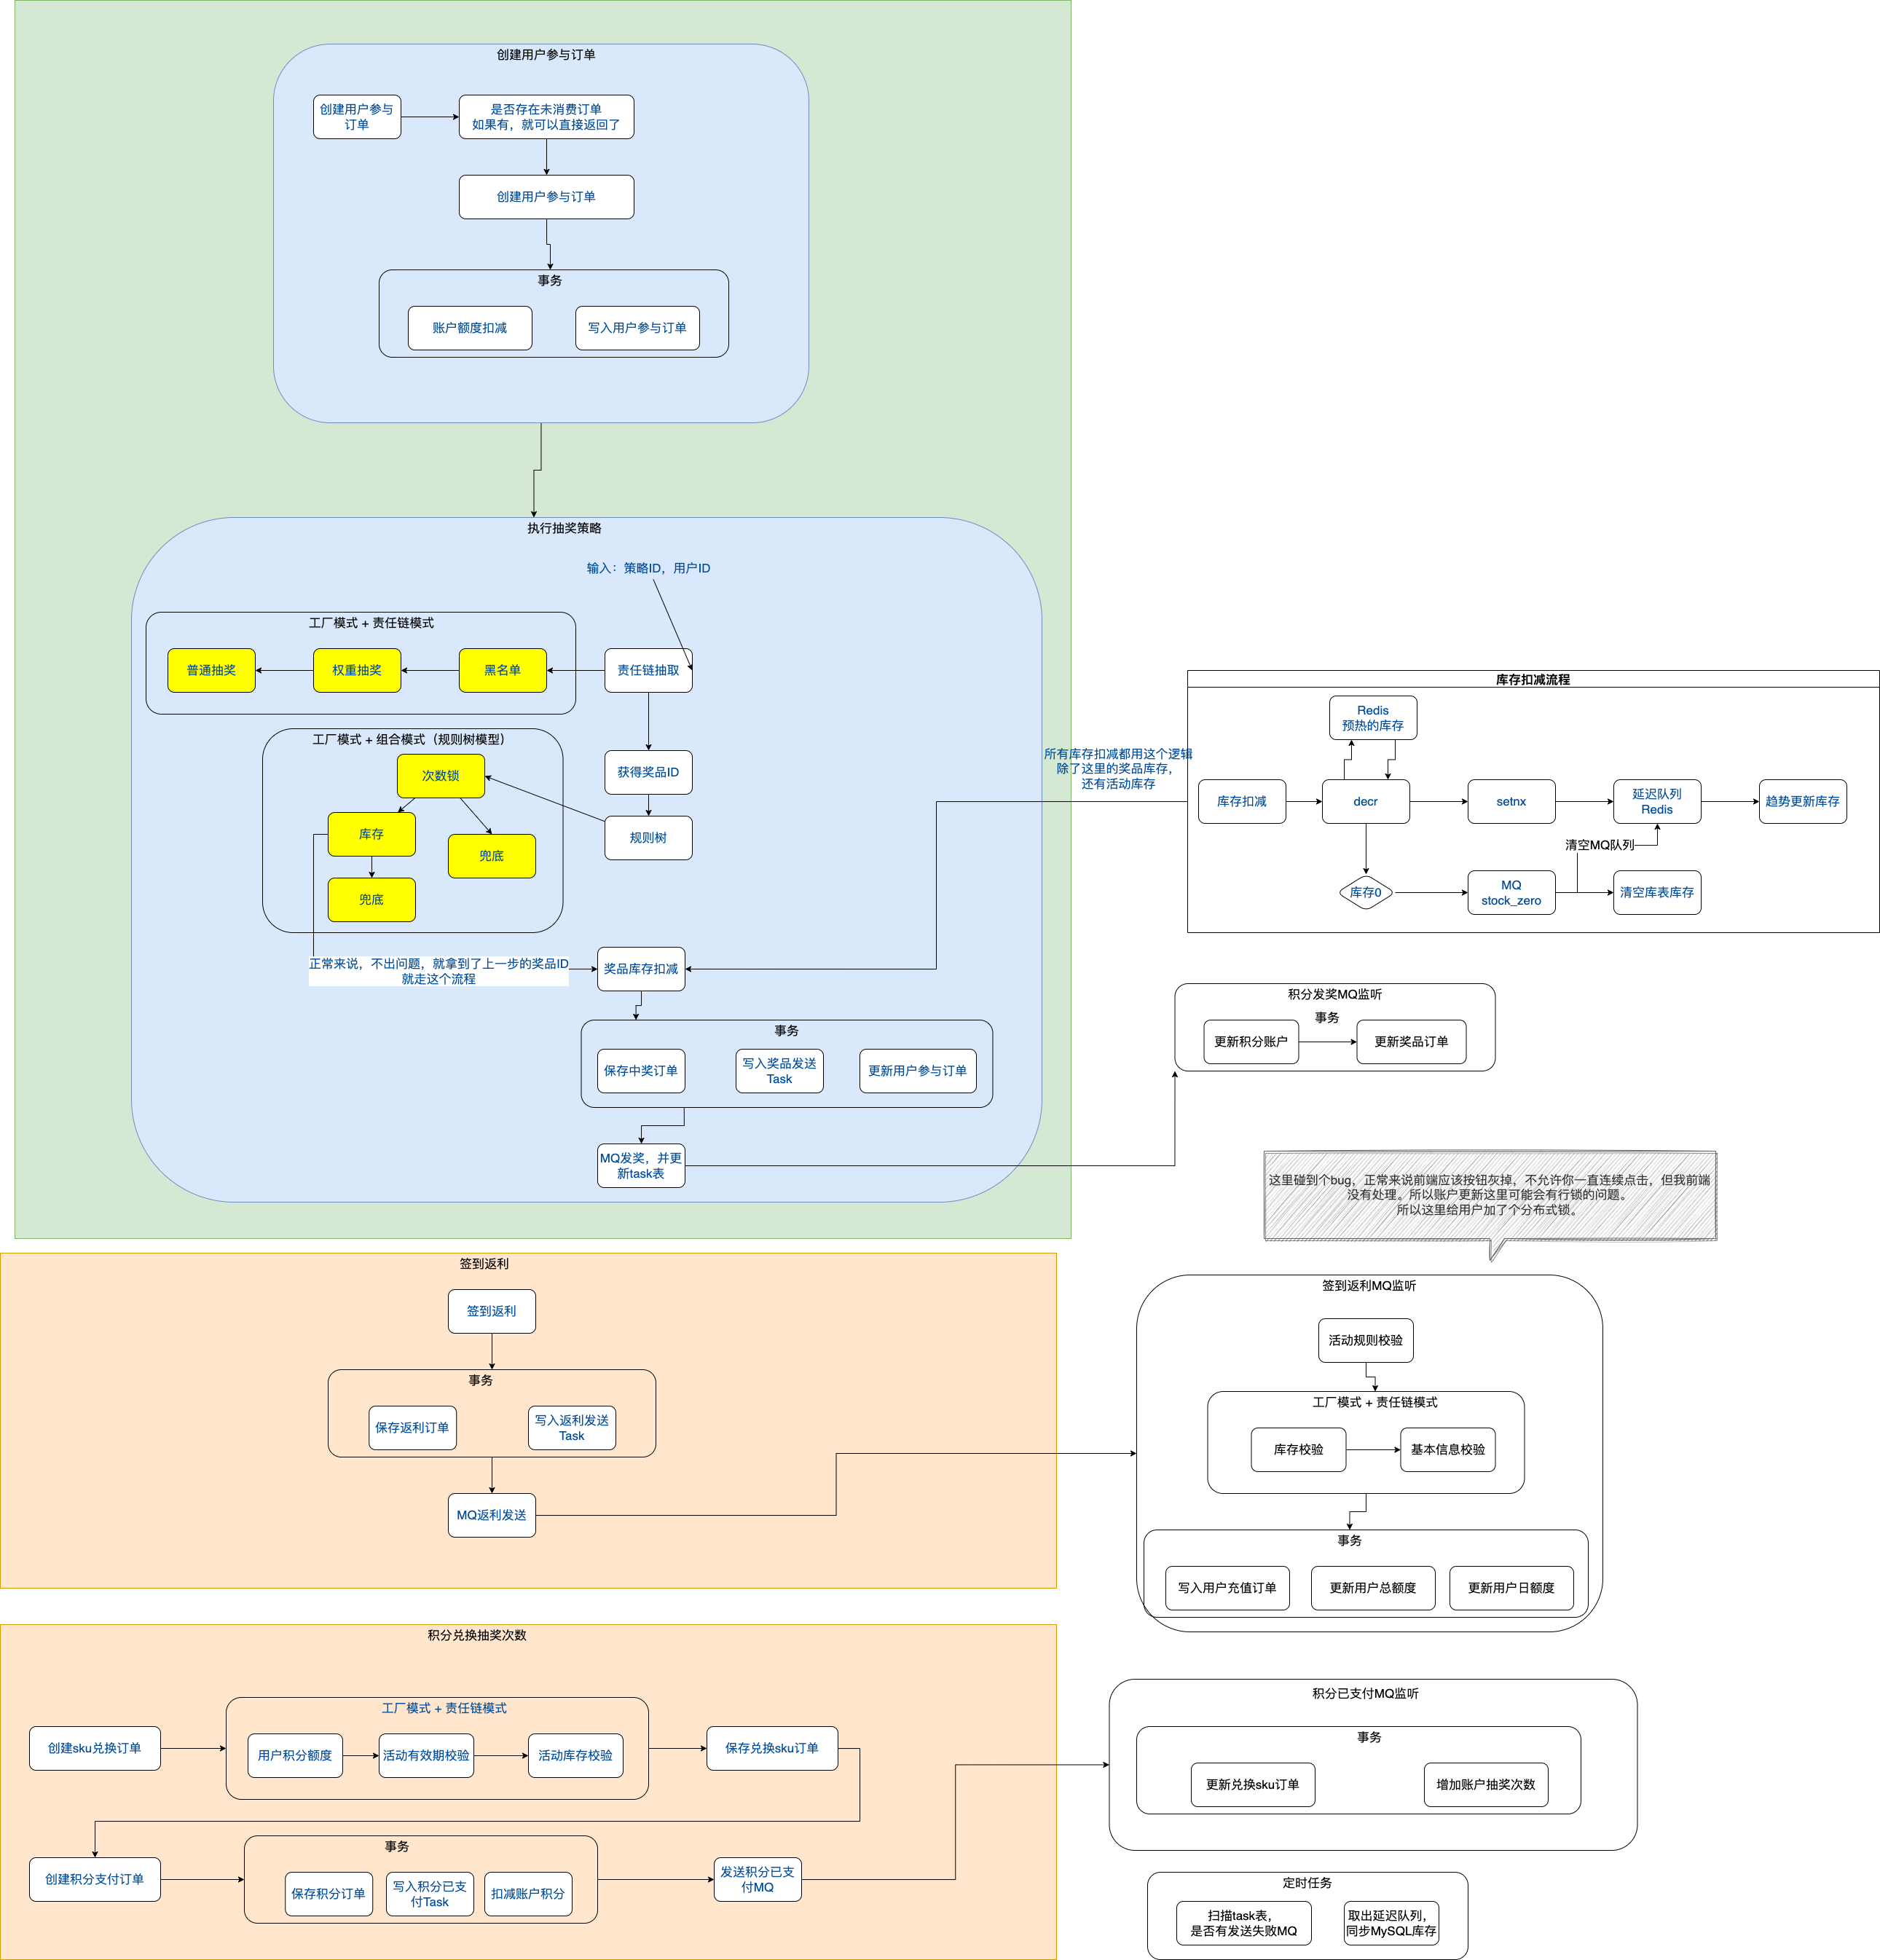 创建用户参与订单
创建用户参与
订单
是否存在未消费订单
如果有，就可以直接返回了
创建用户参与订单
事务
账户额度扣减
写入用户参与订单
执行抽奖策略
输入：策略ID，用户ID
工厂模式 + 责任链模式
普通抽奖
权重抽奖
黑名单
责任链抽取
工厂模式 + 组合模式（规则树模型）
次数锁
库存
兜底
兜底
获得奖品ID
规则树
正常来说，不出问题，就拿到了上一步的奖品ID
就走这个流程
奖品库存扣减
事务
保存中奖订单
写入奖品发送
Task
更新用户参与订单
MQ发奖，并更
新task表
所有库存扣减都用这个逻辑
除了这里的奖品库存，
还有活动库存
库存扣减流程
Redis
预热的库存
库存扣减
decr
setnx
延迟队列
Redis
趋势更新库存
清空MQ队列
库存0
MQ
stock_zero
清空库表库存
积分发奖MQ监听
事务
更新积分账户
更新奖品订单
这里碰到个bug，正常来说前端应该按钮灰掉，不允许你一直连续点击，但我前端
没有处理。所以账户更新这里可能会有行锁的问题。
所以这里给用户加了个分布式锁。
签到返利
签到返利
事务
保存返利订单
写入返利发送
Task
MQ返利发送
签到返利MQ监听
活动规则校验
工厂模式 + 责任链模式
库存校验
基本信息校验
事务
写入用户充值订单
更新用户总额度
更新用户日额度
积分兑换抽奖次数
创建sku兑换订单
工厂模式 + 责任链模式
用户积分额度
活动有效期校验
活动库存校验
保存兑换sku订单
创建积分支付订单
事务
保存积分订单
写入积分已支
付Task
扣减账户积分
发送积分已支
付MQ
积分已支付MQ监听
事务
更新兑换sku订单
增加账户抽奖次数
定时任务
扫描task表，
是否有发送失败MQ
取出延迟队列，
同步MySQL库存